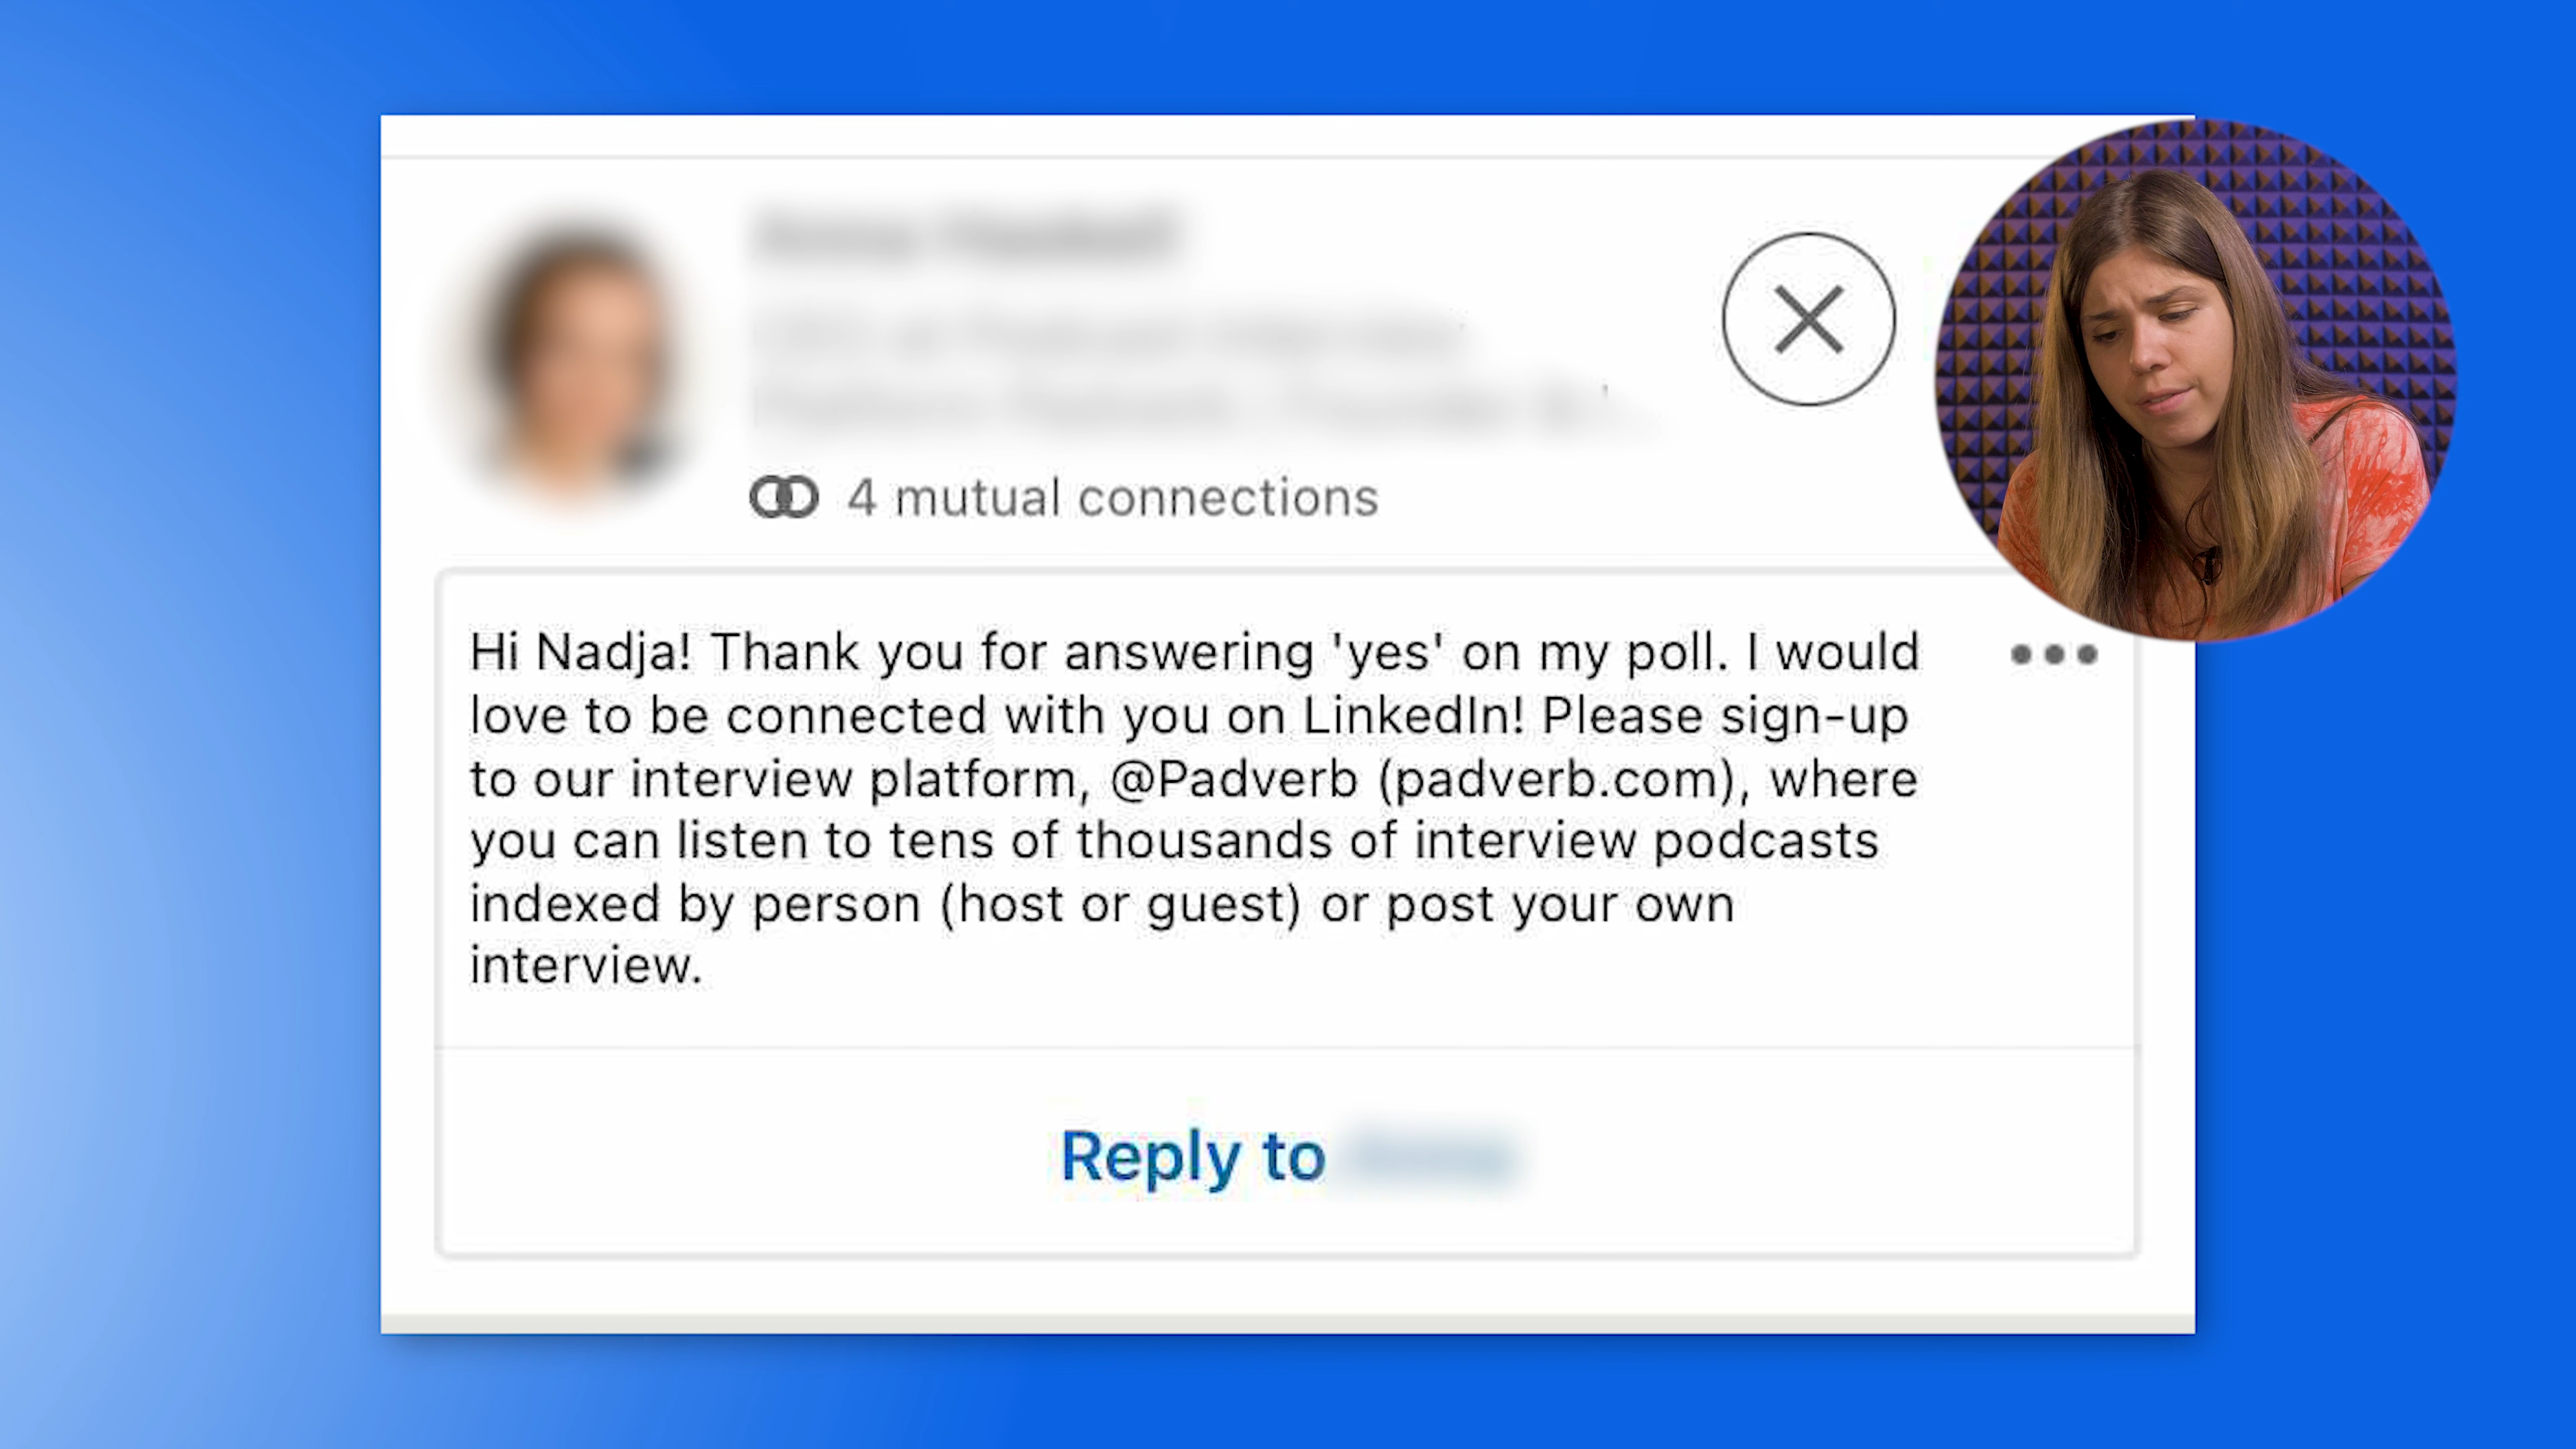 4 mutual connections
Hi Nadja! Thank you for answering 'yes' on my poll. I would
love to be connected with you on LinkedIn! Please sign-up
to our interview platform, @Padverb (padverb.com), where
you can listen to tens of thousands of interview podcasts
indexed by person (host or guest) or post your own
interview.
Reply to